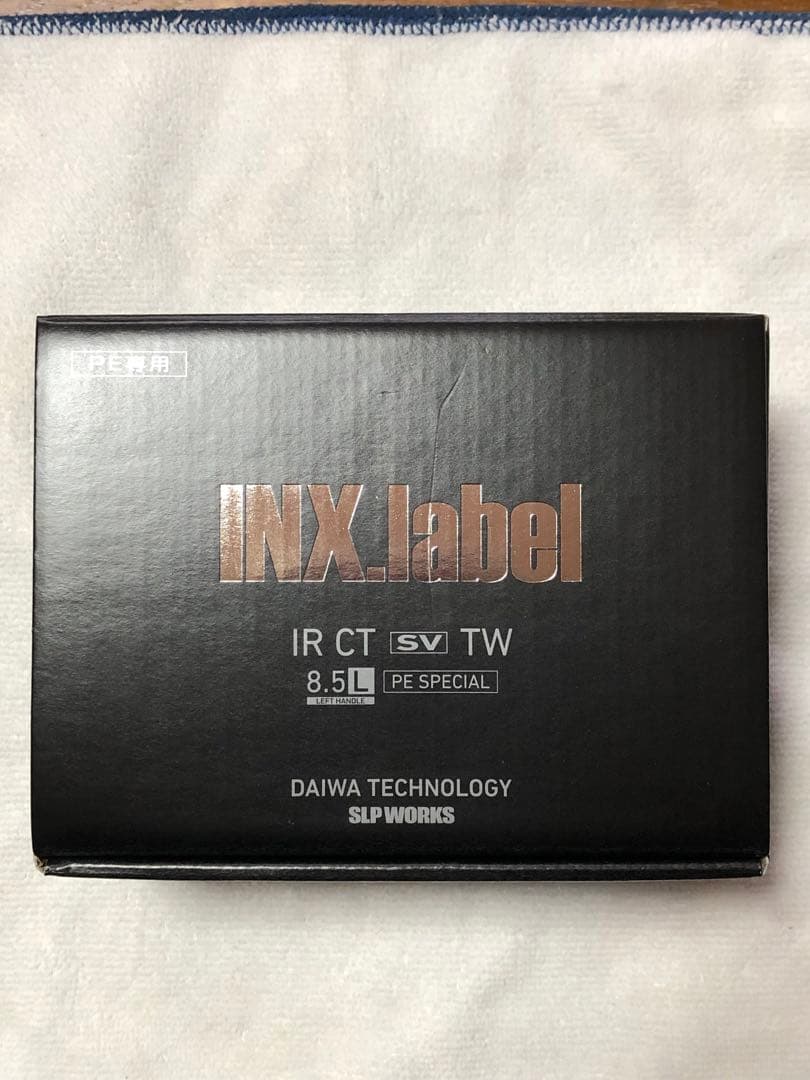 PE専用
INX.label
IR CT SV TW
8.5L PE SPECIAL
LEFT HANDLE
DAIWA TECHNOLOGY
SLP WORKS